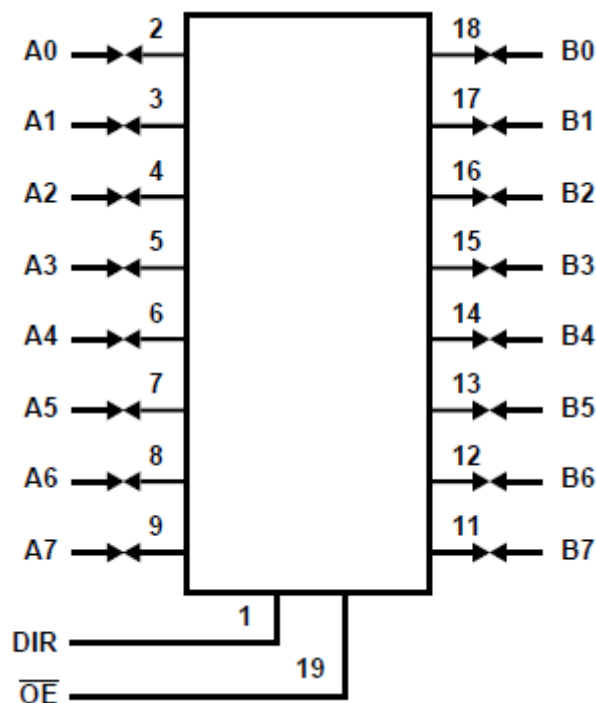 A0 2 18 B0
A1 3 17 B1
A2 4 16 B2
A3 5 15 B3
A4 6 14 B4
A5 7 13 B5
A6 8 12 B6
A7 9 11 B7
DIR 1
O̅E̅ 19